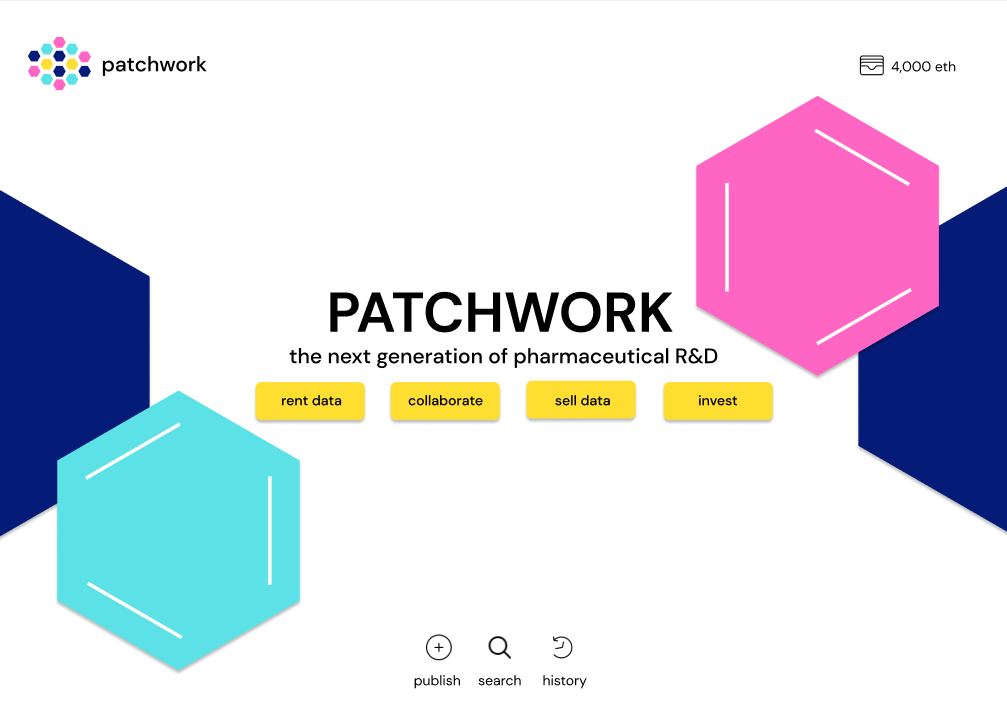 patchwork
4,000 eth
PATCHWORK
the next generation of pharmaceutical R&D
rent data
collaborate
sell data
invest
publish
search
history